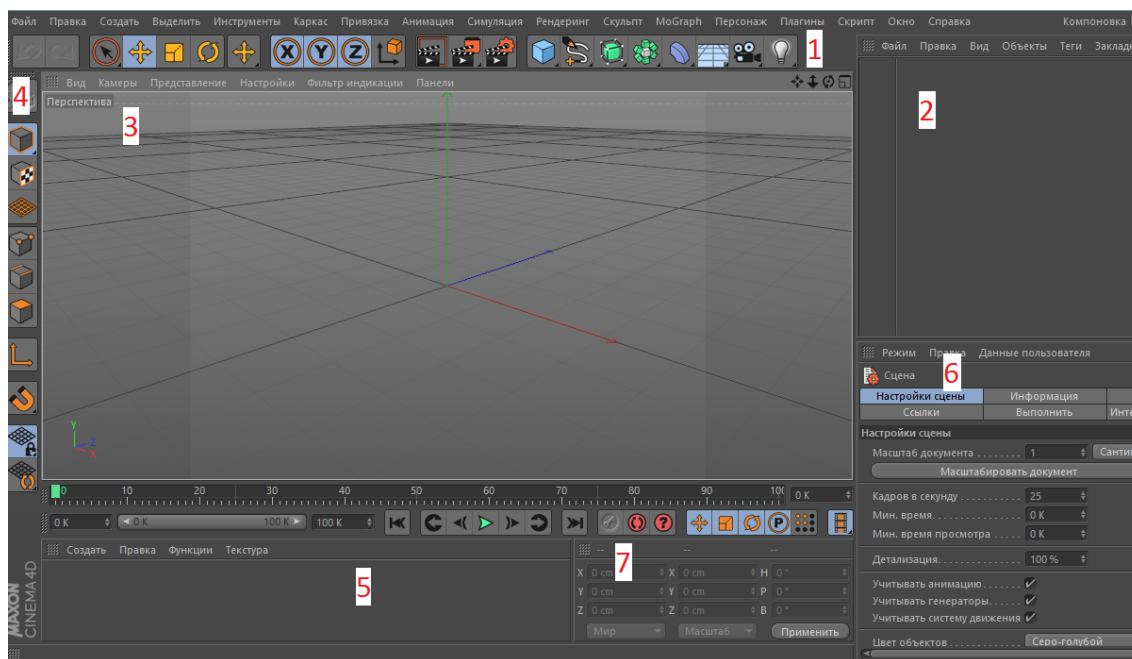 Файл Правка Создать Выделить Инструменты Каркас Привязка Анимация Симуляция Рендеринг Скульпт MoGraph Персонаж Плагины Скрипт Окно Справка Компоновка
X Y Z 1
Файл Правка Вид Объекты Теги Заклад
4
Вид Камеры Представление Настройки Фильтр индикации Панели
Перспектива
3
2
Y
Z
X
Режим Правка Данные пользователя
6
Сцена
Настройки сцены Информация
Ссылки Выполнить Инте
Настройки сцены
Масштаб документа 1 Санти
Масштабировать документ
Кадров в секунду 25
Мин. время 0 K
Мин. время просмотра 0 K
Детализация 100 %
Учитывать анимацию
Учитывать генераторы
Учитывать систему движения
Цвет объектов Серо-голубой
0 10 20 30 40 50 60 70 80 90 100 0 K
0 K 0 K 100 K 100 K ? P
Создать Правка Функции Текстура
5
-- -- --
7
X 0 cm X 0 cm H 0 °
Y 0 cm Y 0 cm P 0 °
Z 0 cm Z 0 cm B 0 °
Мир Масштаб Применить
MAXON
CINEMA 4D